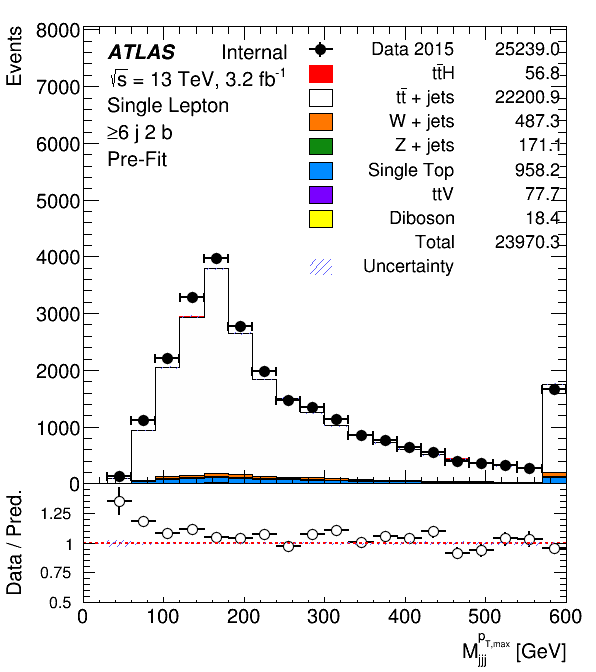 Events
8000
7000
6000
5000
4000
3000
2000
1000
0
ATLAS Internal
√s = 13 TeV, 3.2 fb⁻¹
Single Lepton
≥6 j 2 b
Pre-Fit
Data 2015 25239.0
tt̄H 56.8
tt̄ + jets 22200.9
W + jets 487.3
Z + jets 171.1
Single Top 958.2
ttV 77.7
Diboson 18.4
Total 23970.3
Uncertainty
Data / Pred.
1.25
1
0.75
0.5
0 100 200 300 400 500 600
M_jjj^p_T,max [GeV]